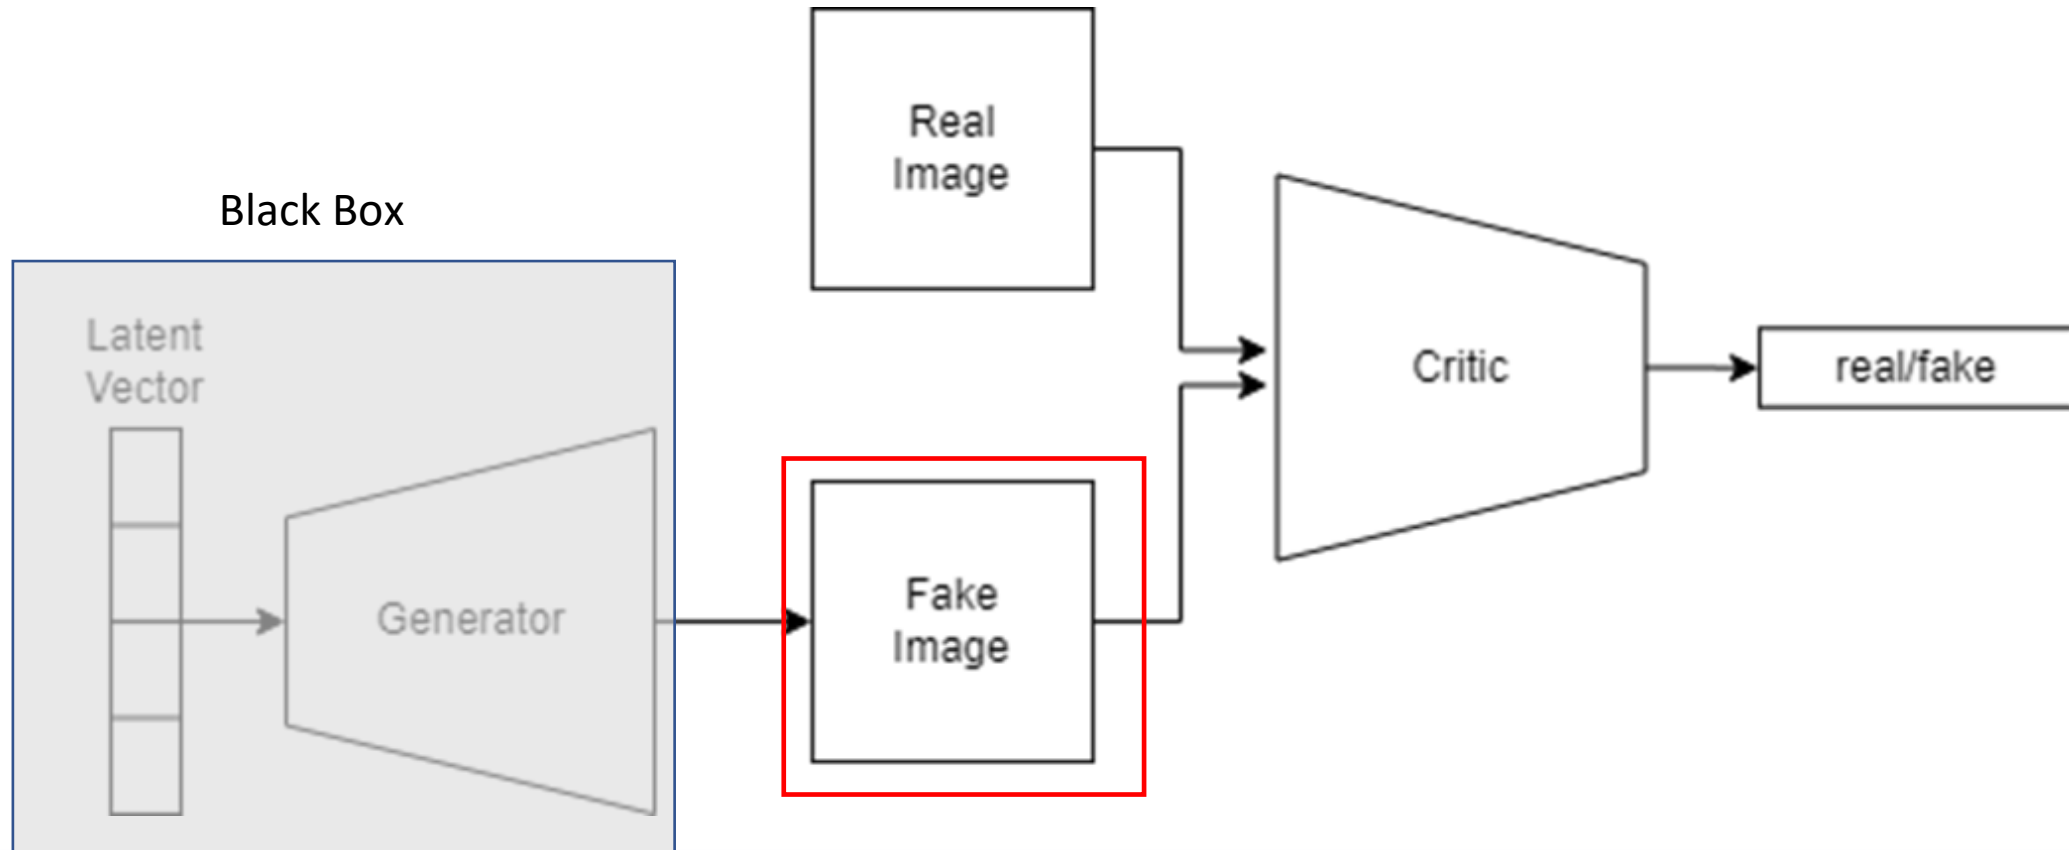 Real
Image
Black Box
Latent
Vector
Critic
real/fake
Generator
Fake
Image